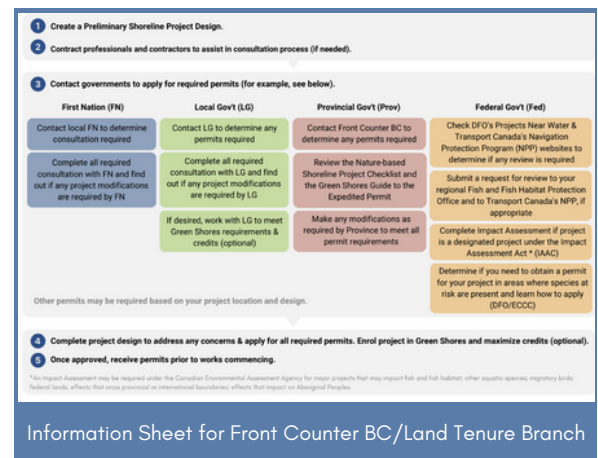 1 Create a Preliminary Shoreline Project Design.
2 Contract professionals and contractors to assist in consultation process (if needed).
3 Contact governments to apply for required permits (for example, see below).
First Nation (FN)
Contact local FN to determine
consultation required
Complete all required
consultation with FN and find
out if any project modifications
are required by FN
Local Gov't (LG)
Contact LG to determine any
permits required
Complete all required
consultation with LG and find
out if any project modifications
are required by LG
If desired, work with LG to meet
Green Shores requirements &
credits (optional)
Provincial Gov't (Prov)
Contact Front Counter BC to
determine any permits required
Review the Nature-based
Shoreline Project Checklist and
the Green Shores Guide to the
Expedited Permit
Make any modifications as
required by Province to meet all
permit requirements
Federal Gov't (Fed)
Check DFO's Projects Near Water &
Transport Canada's Navigation
Protection Program (NPP) websites to
determine if any review is required
Submit a request for review to your
regional Fish and Fish Habitat Protection
Office and to Transport Canada's NPP, if
appropriate
Complete Impact Assessment if project
is a designated project under the Impact
Assessment Act * (IAAC)
Determine if you need to obtain a permit
for your project in areas where species at
risk are present and learn how to apply
(DFO/ECCC)
Other permits may be required based on your project location and design.
4 Complete project design to address any concerns & apply for all required permits. Enrol project in Green Shores and maximize credits (optional).
5 Once approved, receive permits prior to works commencing.
*An Impact Assessment may be required under the Canadian Environmental Assessment Agency for major projects that may impact fish and fish habitat; other aquatic species; migratory birds;
federal lands; effects that cross provincial or international boundaries; effects that impact on Aboriginal Peoples.
Information Sheet for Front Counter BC/Land Tenure Branch